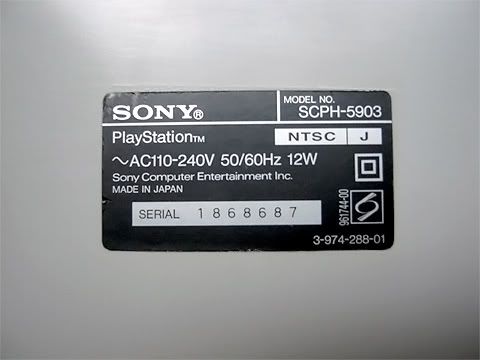 SONY®
MODEL NO.
SCPH-5903
PlayStation™
NTSC J
~AC110-240V 50/60Hz 12W
Sony Computer Entertainment Inc.
MADE IN JAPAN
SERIAL 1868687
961744-00
3-974-288-01